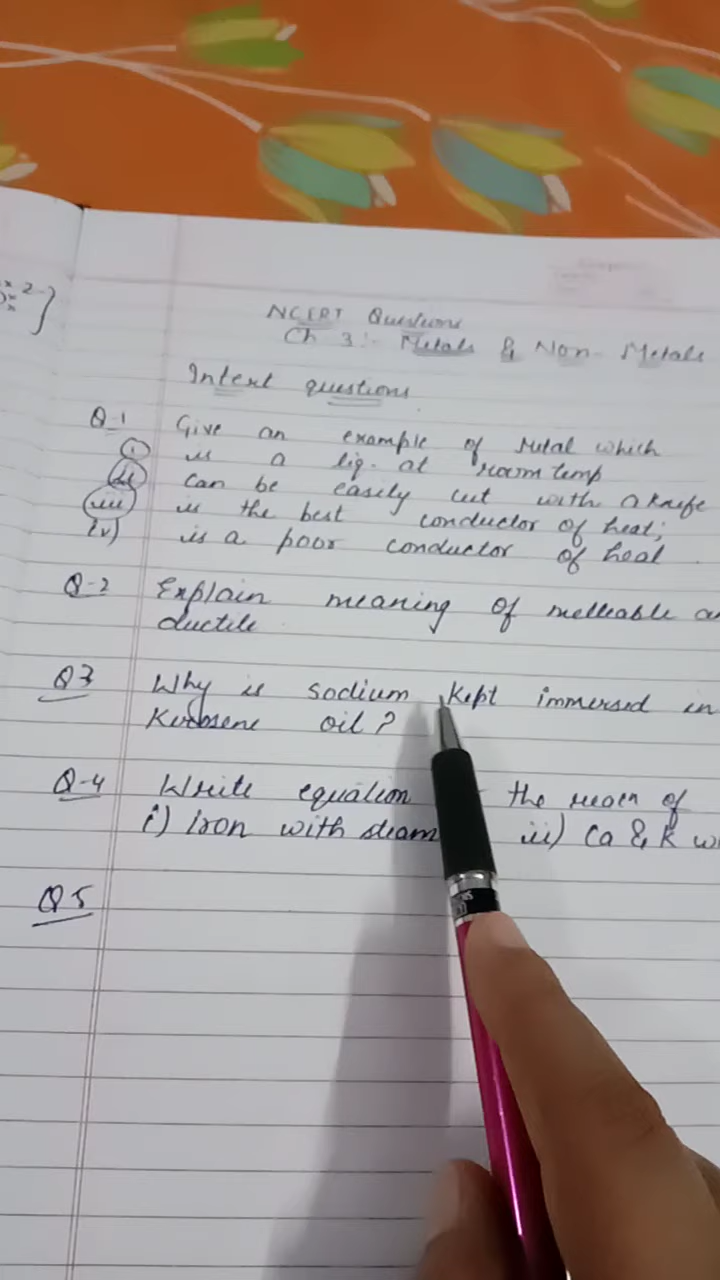 NCERT Questions
Ch 3:- Metals & Non-Metals
Intext questions
Q-1 Give an example of Metal which
i is a liq. at room temp
ii can be easily cut with a knife
iii is the best conductor of heat;
iv) is a poor conductor of heat
Q-2 Explain meaning of melleable
ductile
Q3 Why is sodium kept immersed in
Kerosene oil?
Q-4 Write equation the reacn of
i) iron with steam ii) Ca & K
Q5